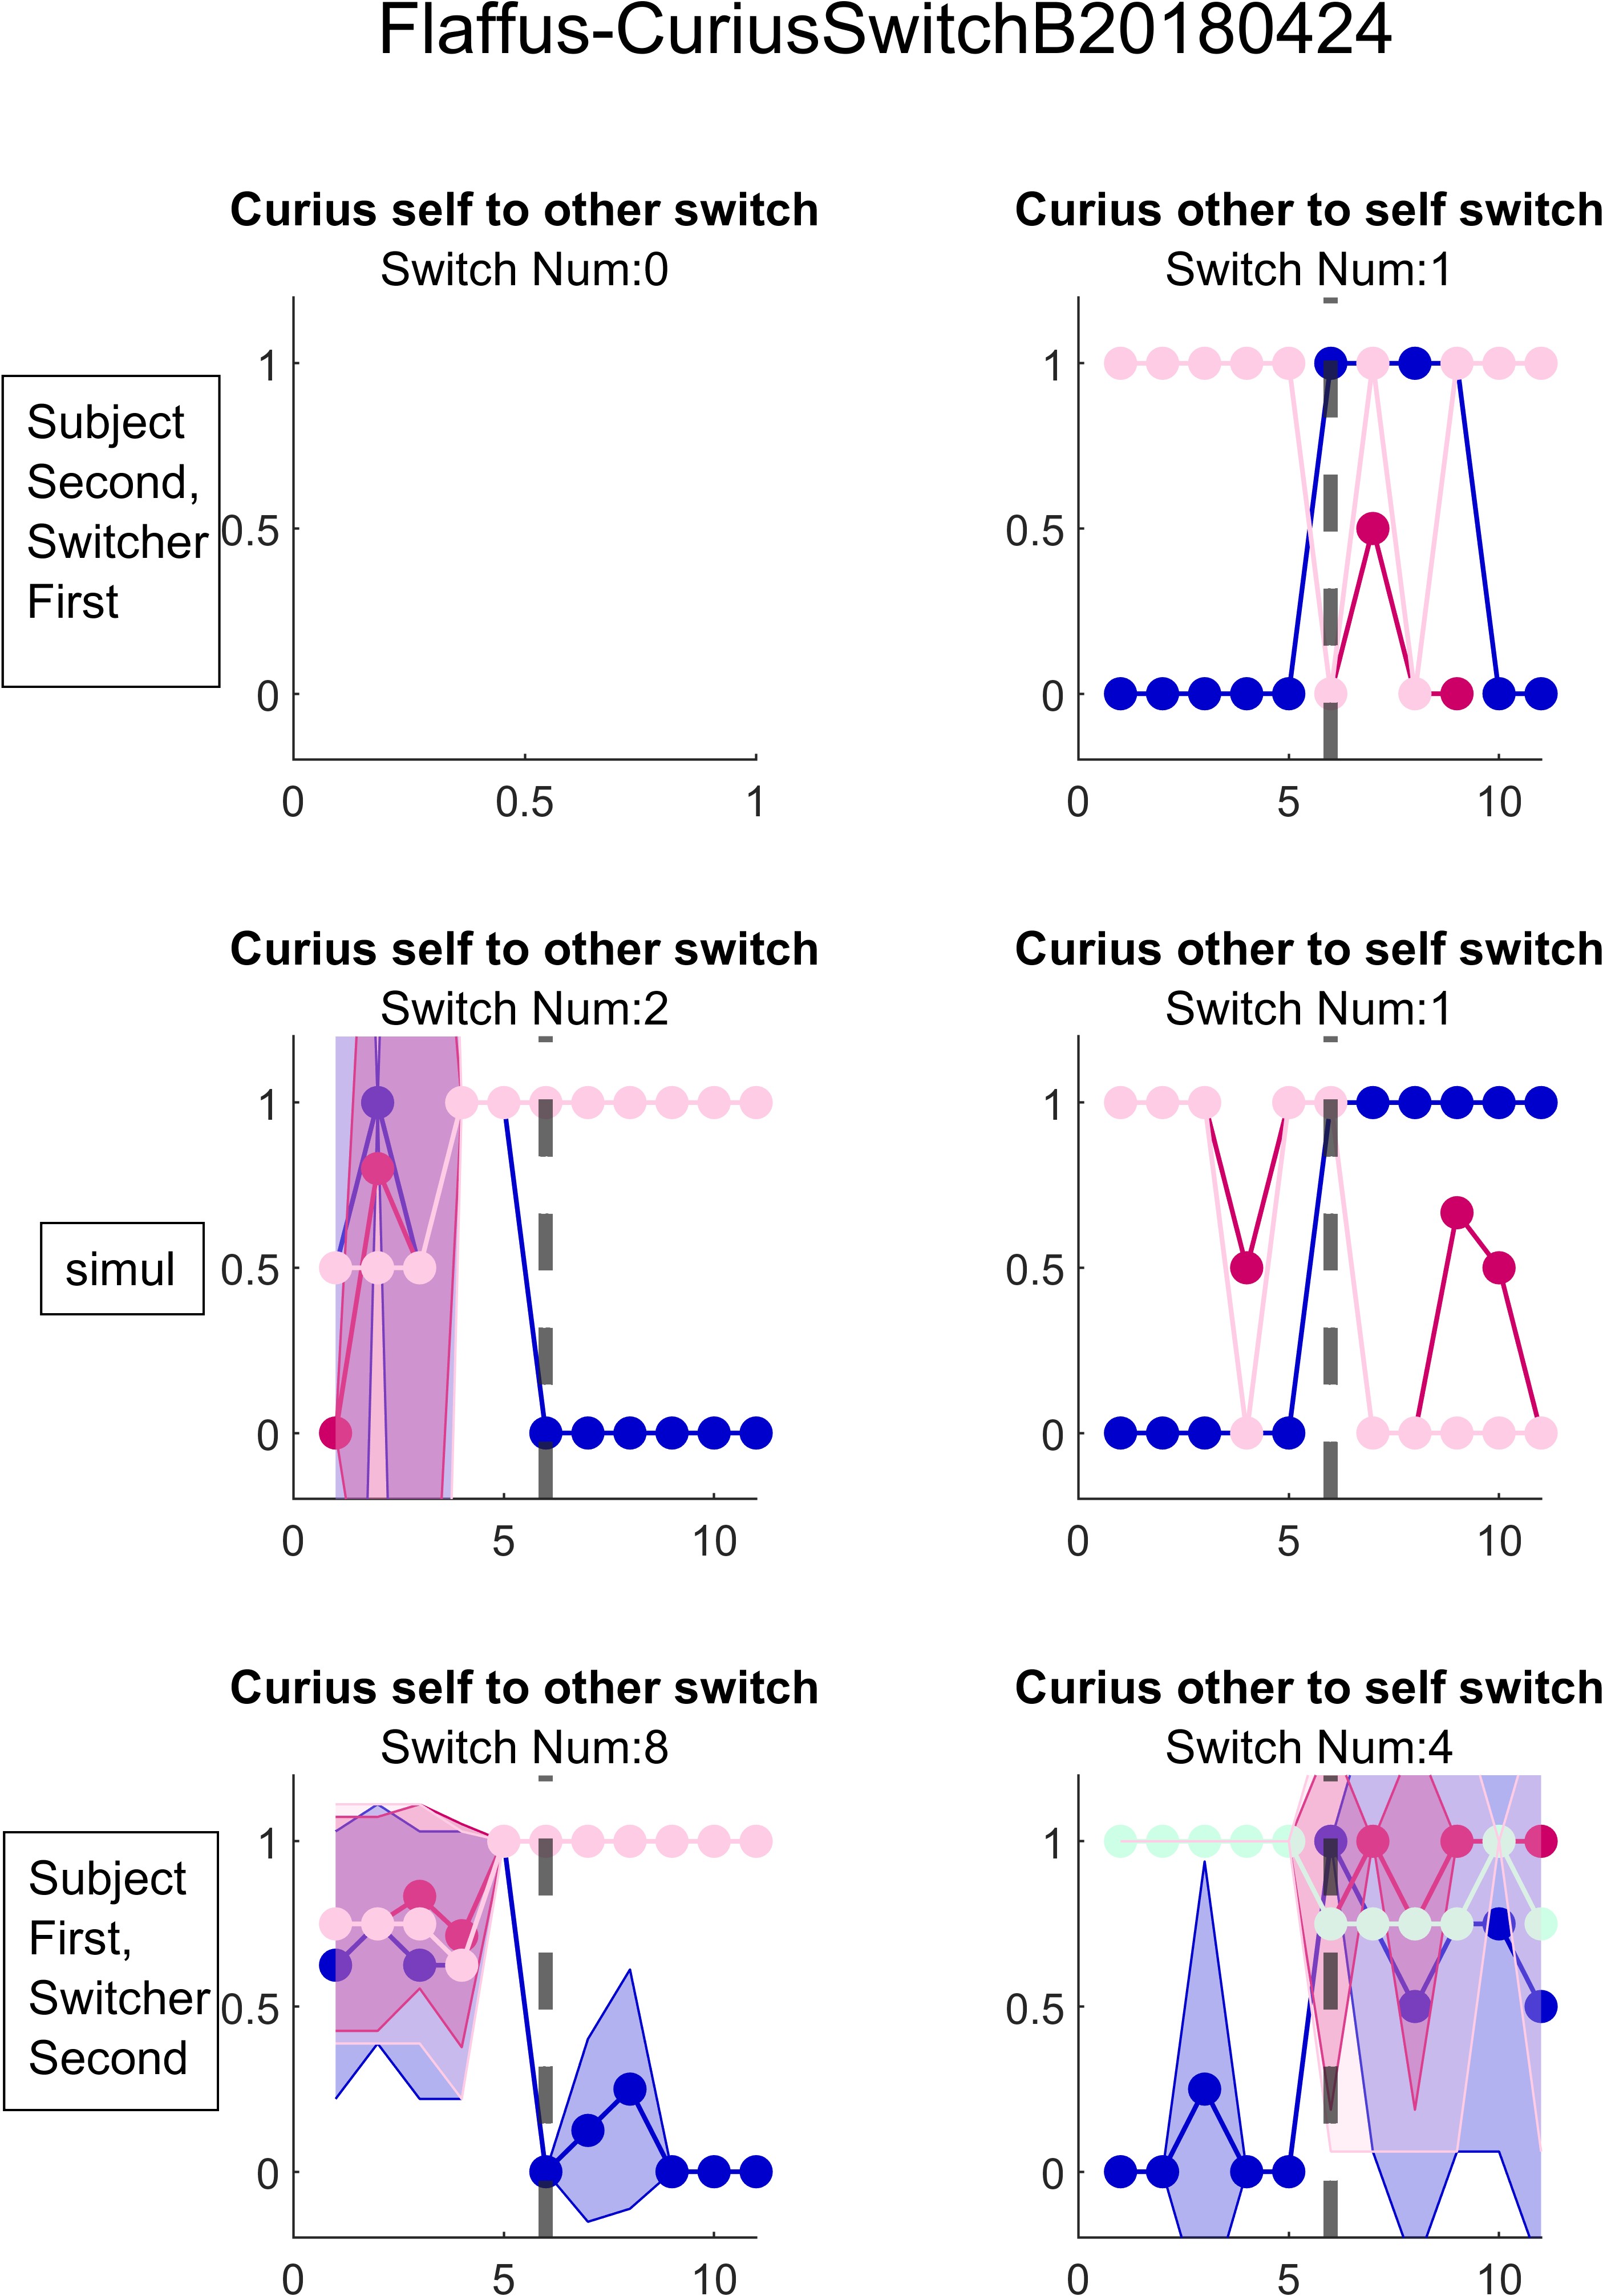 Flaffus-CuriusSwitchB20180424
Curius self to other switch
Switch Num:0
Curius other to self switch
Switch Num:1
Subject
Second,
Switcher
First
1
0.5
0
0
0.5
1
1
0.5
0
0
5
10
Curius self to other switch
Switch Num:2
Curius other to self switch
Switch Num:1
simul
1
0.5
0
0
5
10
1
0.5
0
0
5
10
Curius self to other switch
Switch Num:8
Curius other to self switch
Switch Num:4
Subject
First,
Switcher
Second
1
0.5
0
0
5
10
1
0.5
0
0
5
10